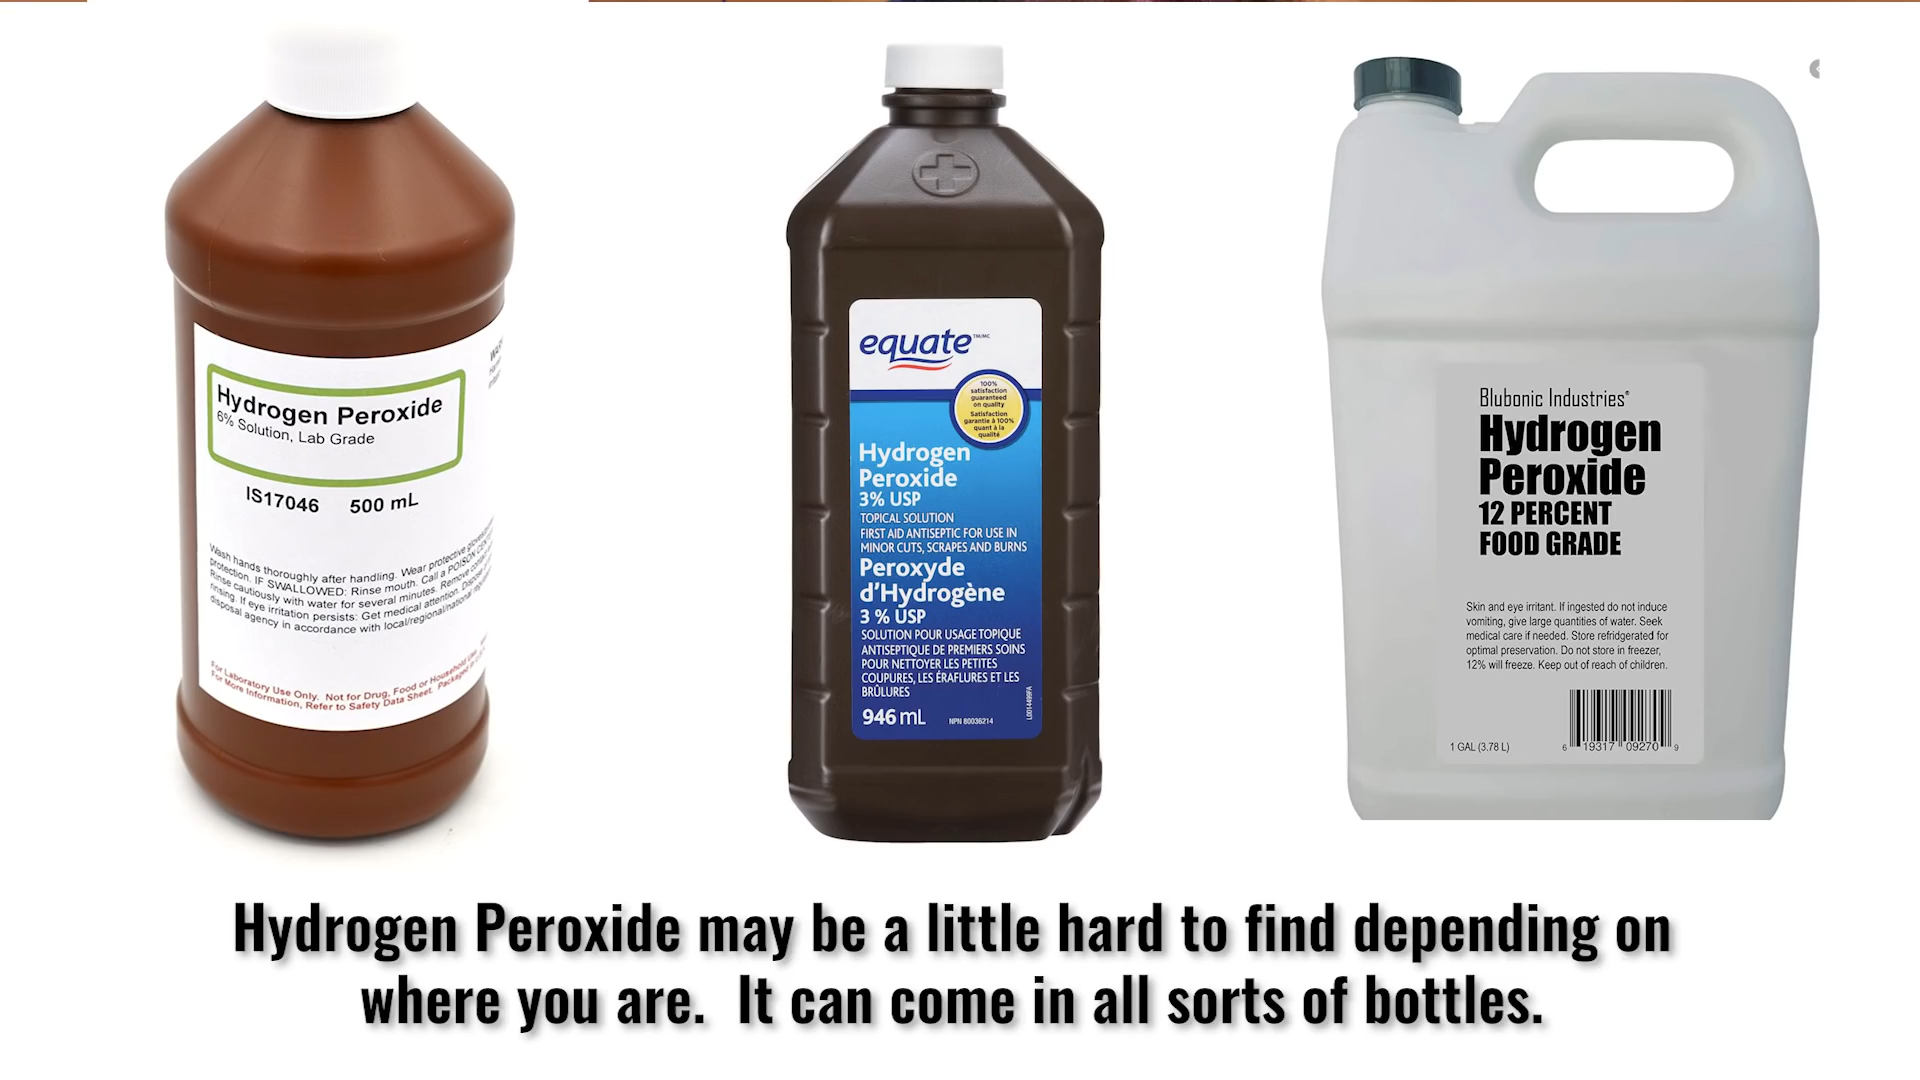 WAR
Hydrogen Peroxide
6% Solution, Lab Grade
IS17046 500 mL
Wash hands thoroughly after handling. Wear protective gloves
protection. IF SWALLOWED: Rinse mouth. Call a POISON CEN
Rinse cautiously with water for several minutes. Remove
rinsing. If eye irritation persists: Get medical attention.
disposal agency in accordance with local/regional/national
For Laboratory Use Only. Not for Drug, Food or Household Use.
For More Information, Refer to Safety Data Sheet. Packaged in
equate TM/MC
100%
satisfaction
guaranteed
on quality
Satisfaction
garantie à 100%
quant à la
qualité
Hydrogen
Peroxide
3% USP
TOPICAL SOLUTION
FIRST AID ANTISEPTIC FOR USE IN
MINOR CUTS, SCRAPES AND BURNS
Peroxyde
d'Hydrogène
3 % USP
SOLUTION POUR USAGE TOPIQUE
ANTISEPTIQUE DE PREMIERS SOINS
POUR NETTOYER LES PETITES
COUPURES, LES ÉRAFLURES ET LES
BRÛLURES
946 mL NPN 80036214
L0014499FA
Blubonic Industries®
Hydrogen
Peroxide
12 PERCENT
FOOD GRADE
Skin and eye irritant. If ingested do not induce
vomiting, give large quantities of water. Seek
medical care if needed. Store refridgerated for
optimal preservation. Do not store in freezer,
12% will freeze. Keep out of reach of children.
1 GAL (3.78 L) 6 19317 09270 9
Hydrogen Peroxide may be a little hard to find depending on
where you are. It can come in all sorts of bottles.